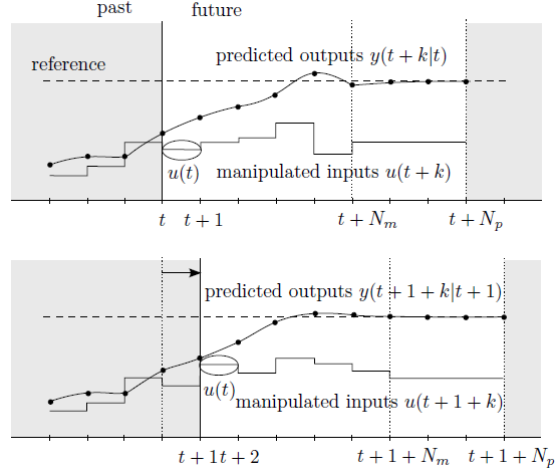 past future
predicted outputs y(t + k|t)
reference
u(t) manipulated inputs u(t + k)
t t + 1 t + N_m t + N_p
predicted outputs y(t + 1 + k|t + 1)
u(t)
manipulated inputs u(t + 1 + k)
t + 1 t + 2 t + 1 + N_m t + 1 + N_p